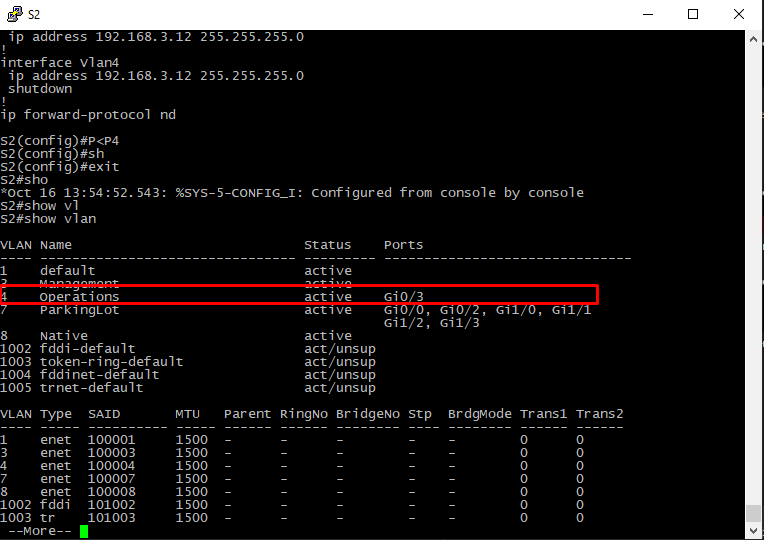 S2
 ip address 192.168.3.12 255.255.255.0
!
interface Vlan4
 ip address 192.168.3.12 255.255.255.0
 shutdown
!
ip forward-protocol nd
S2(config)#P<P4
S2(config)#sh
S2(config)#exit
S2#sho
*Oct 16 13:54:52.543: %SYS-5-CONFIG_I: Configured from console by console
S2#show vl
S2#show vlan
VLAN Name                             Status    Ports
---- -------------------------------- --------- -------------------------------
1    default                          active
3    Management                       active
4    Operations                       active    Gi0/3
7    ParkingLot                       active    Gi0/0, Gi0/2, Gi1/0, Gi1/1
                                                Gi1/2, Gi1/3
8    Native                           active
1002 fddi-default                     act/unsup
1003 token-ring-default               act/unsup
1004 fddinet-default                  act/unsup
1005 trnet-default                    act/unsup
VLAN Type  SAID       MTU   Parent RingNo BridgeNo Stp  BrdgMode Trans1 Trans2
---- ----- ---------- ----- ------ ------ -------- ---- -------- ------ ------
1    enet  100001     1500  -      -      -        -    -        0      0
3    enet  100003     1500  -      -      -        -    -        0      0
4    enet  100004     1500  -      -      -        -    -        0      0
7    enet  100007     1500  -      -      -        -    -        0      0
8    enet  100008     1500  -      -      -        -    -        0      0
1002 fddi  101002     1500  -      -      -        -    -        0      0
1003 tr    101003     1500  -      -      -        -    -        0      0
 --More--